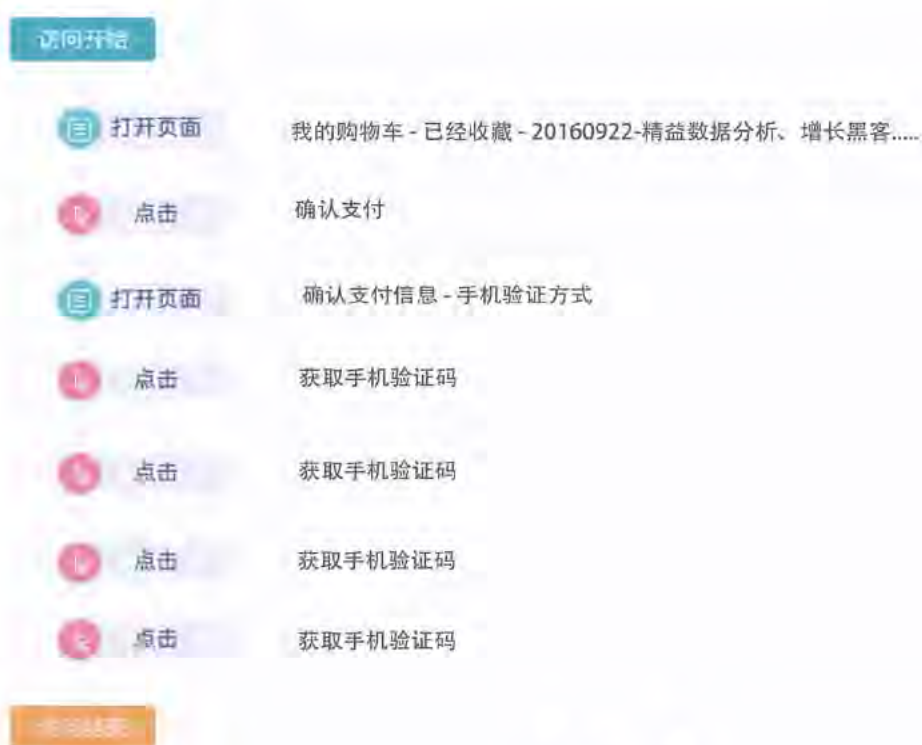 访问开始
打开页面 我的购物车 - 已经收藏 - 20160922-精益数据分析、增长黑客.....
点击 确认支付
打开页面 确认支付信息 - 手机验证方式
点击 获取手机验证码
点击 获取手机验证码
点击 获取手机验证码
点击 获取手机验证码